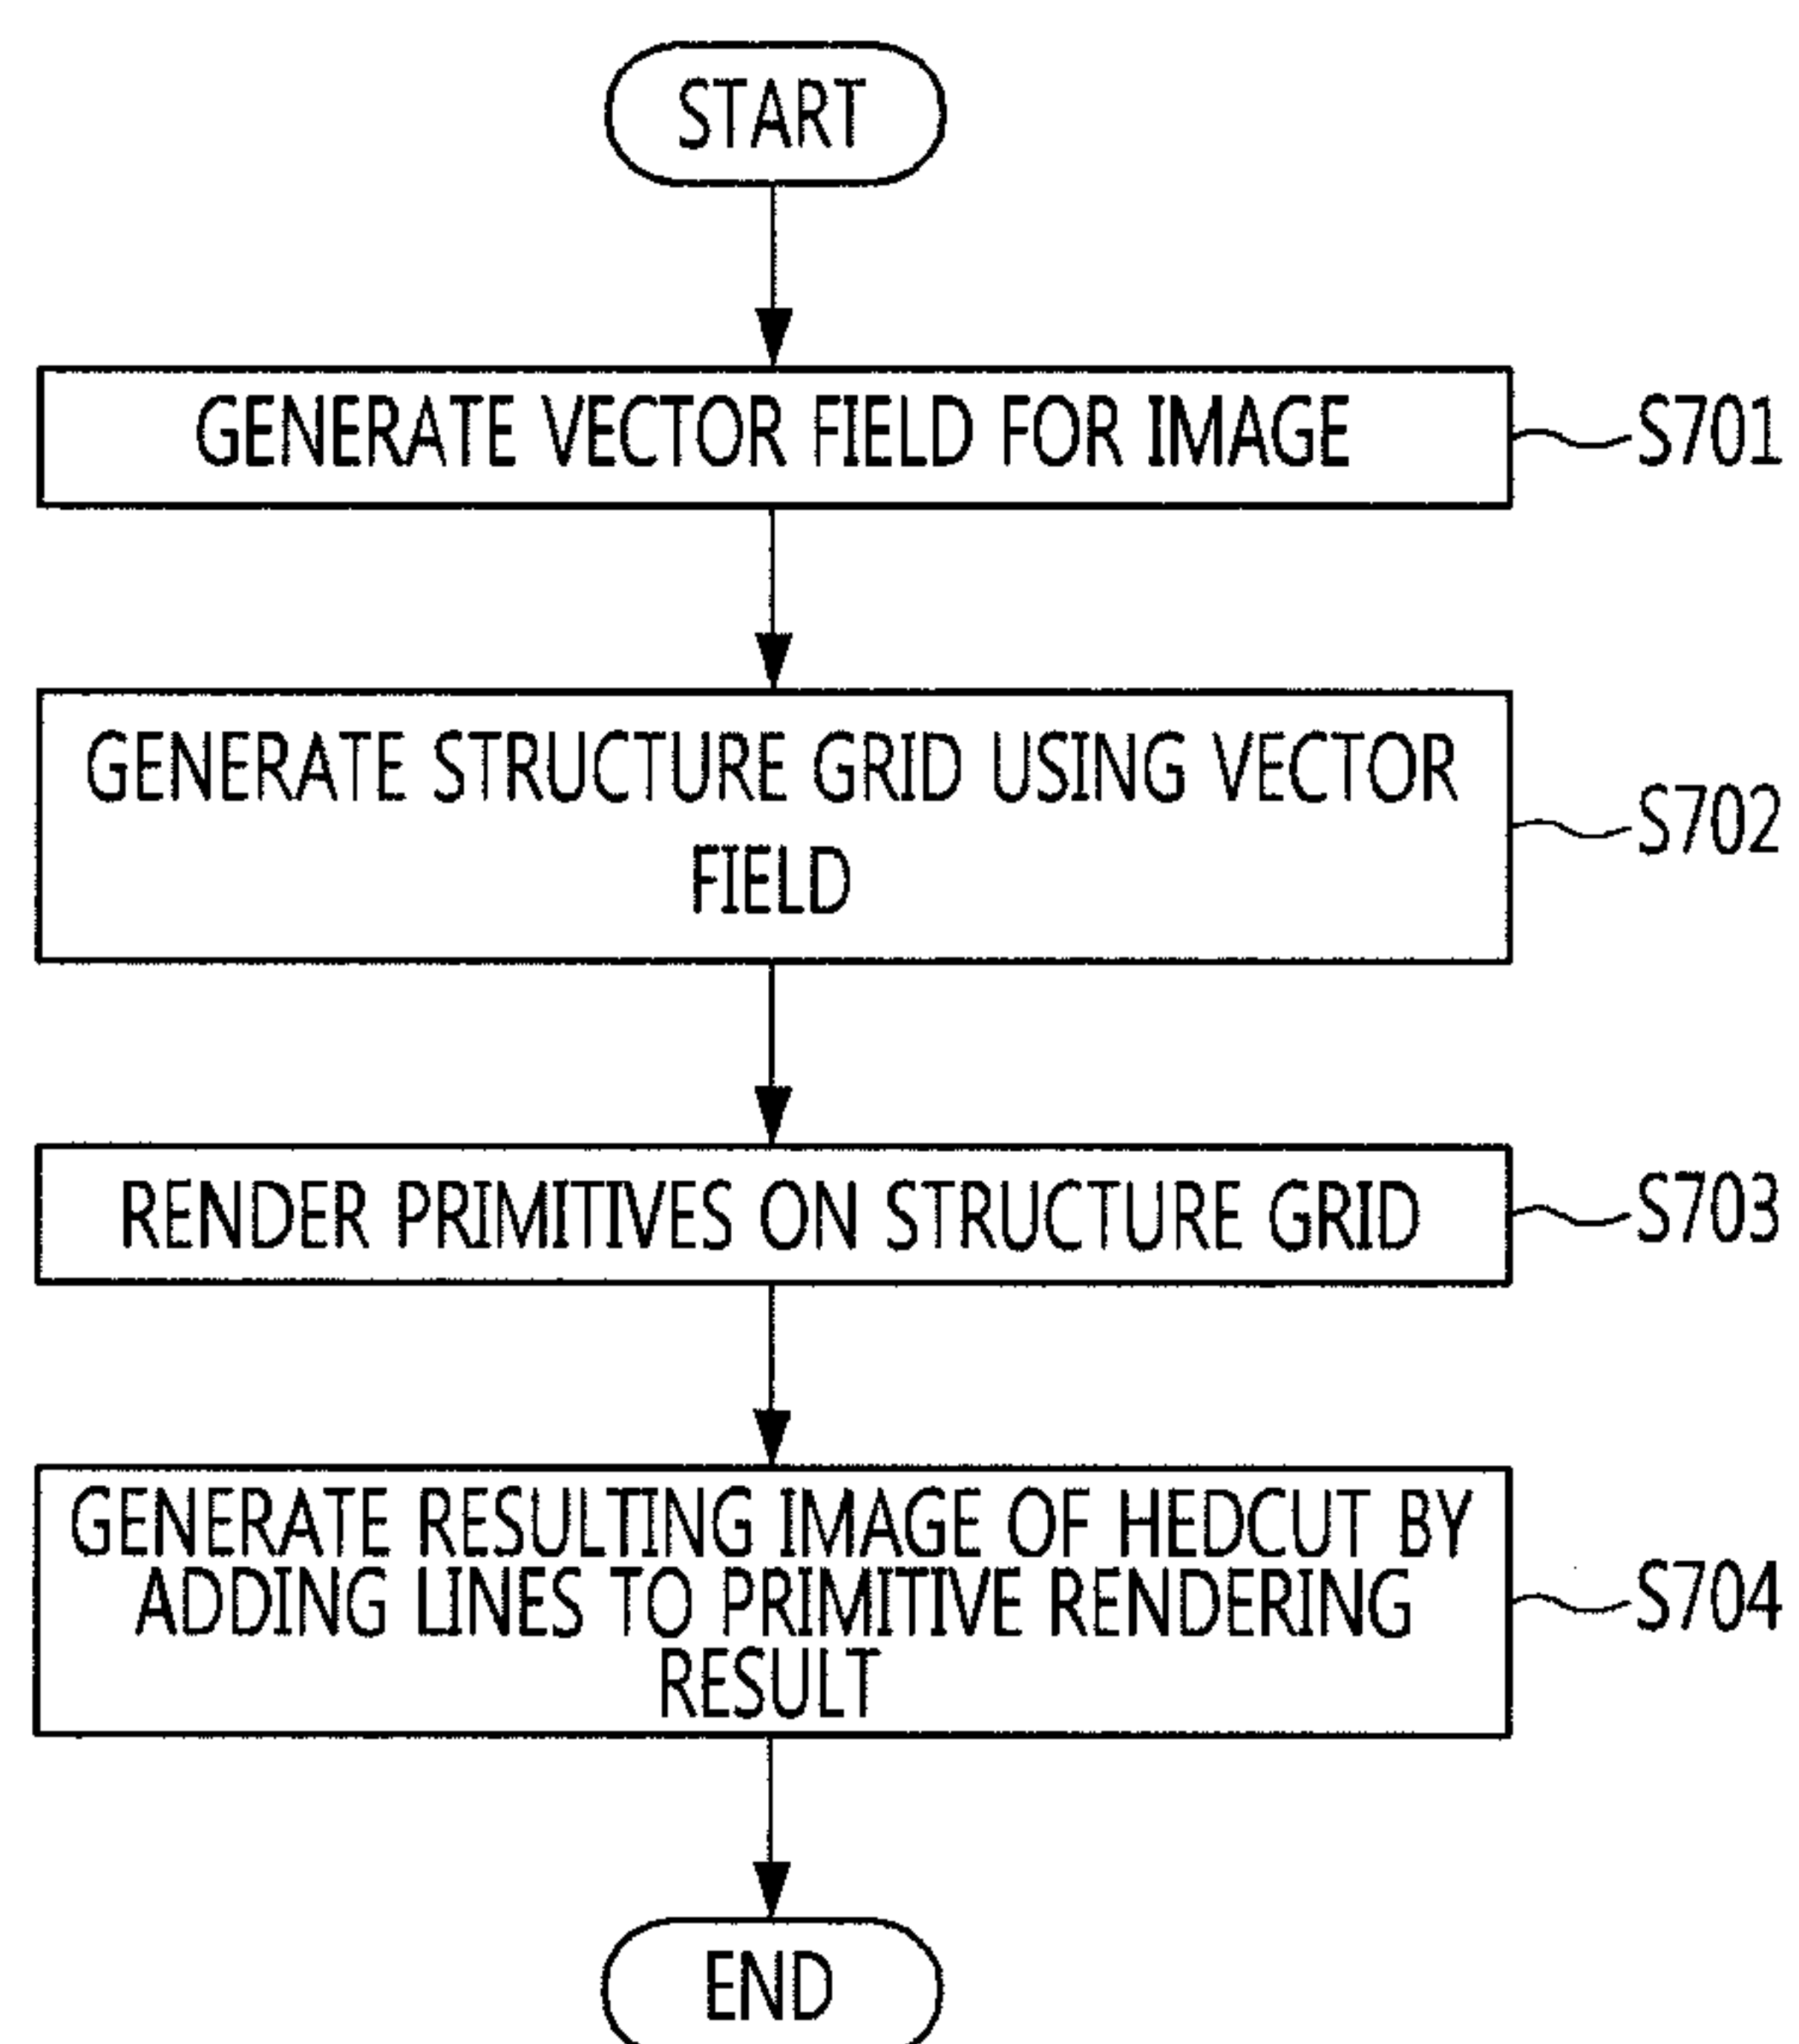 START
GENERATE VECTOR FIELD FOR IMAGE
S701
GENERATE STRUCTURE GRID USING VECTOR
FIELD
S702
RENDER PRIMITIVES ON STRUCTURE GRID
S703
GENERATE RESULTING IMAGE OF HEDCUT BY
ADDING LINES TO PRIMITIVE RENDERING
RESULT
S704
END